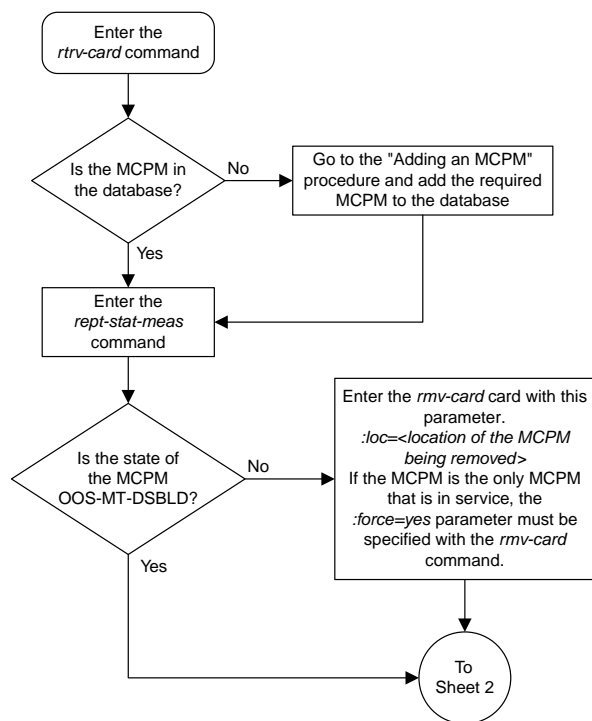 Enter the
rtrv-card command
Is the MCPM in
the database?
No
Go to the "Adding an MCPM"
procedure and add the required
MCPM to the database
Yes
Enter the
rept-stat-meas
command
Is the state of
the MCPM
OOS-MT-DSBLD?
No
Enter the rmv-card card with this
parameter.
:loc=<location of the MCPM
being removed>
If the MCPM is the only MCPM
that is in service, the
:force=yes parameter must be
specified with the rmv-card
command.
Yes
To
Sheet 2